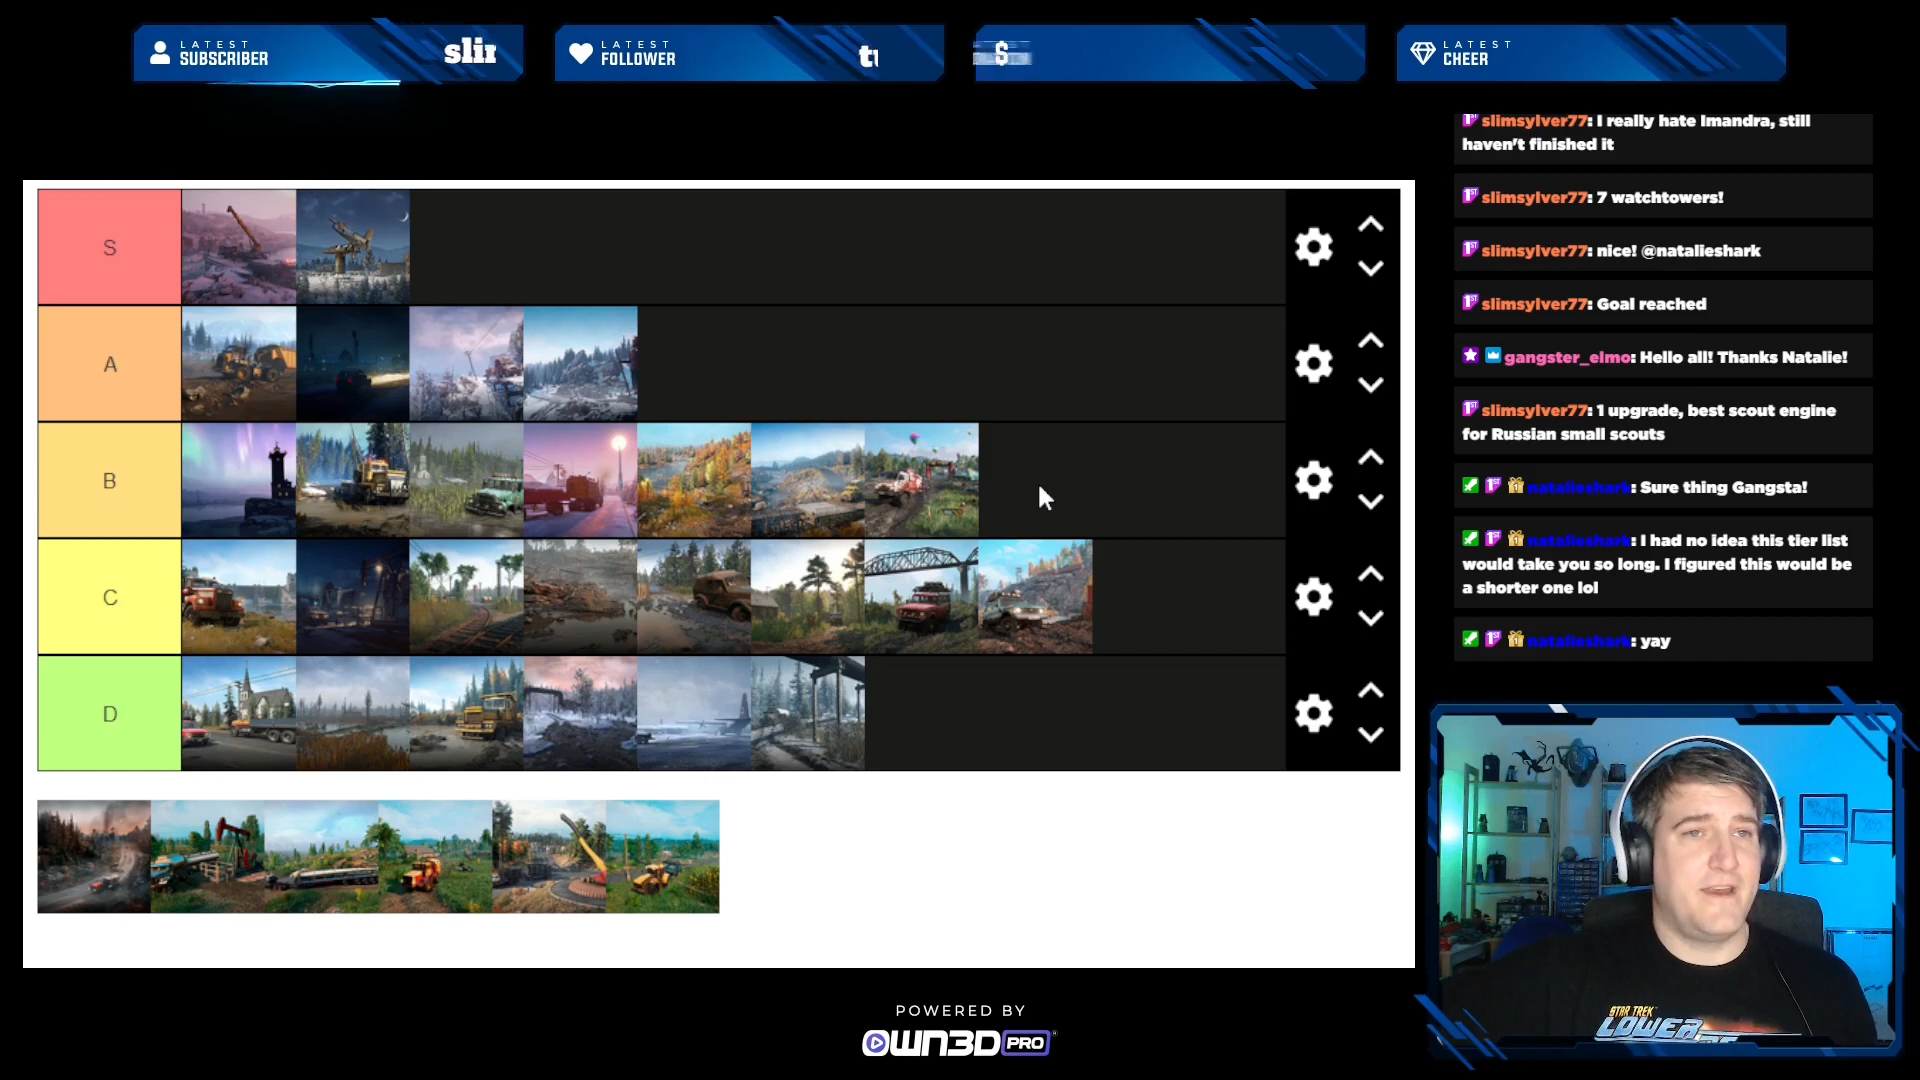 LATEST
SUBSCRIBER
slir
LATEST
FOLLOWER
$
LATEST
CHEER
slimsylver77: I really hate Imandra, still
haven't finished it
slimsylver77: 7 watchtowers!
slimsylver77: nice! @natalieshark
slimsylver77: Goal reached
gangster_elmo: Hello all! Thanks Natalie!
slimsylver77: 1 upgrade, best scout engine
for Russian small scouts
natalieshark: Sure thing Gangsta!
natalieshark: I had no idea this tier list
would take you so long. I figured this would be
a shorter one lol
natalieshark: yay
S
A
B
C
D
STAR TREK
LOWER
POWERED BY
OWN3D PRO